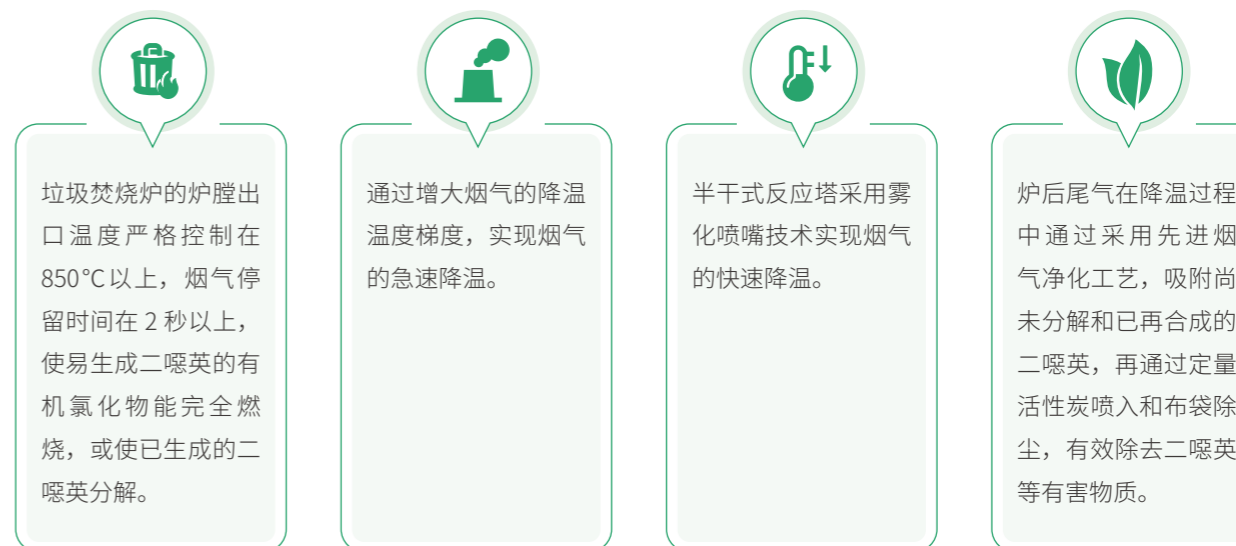 垃圾焚烧炉的炉膛出
口温度严格控制在
850℃以上，烟气停
留时间在 2 秒以上，
使易生成二噁英的有
机氯化物能完全燃
烧，或使已生成的二
噁英分解。
通过增大烟气的降温
温度梯度，实现烟气
的急速降温。
半干式反应塔采用雾
化喷嘴技术实现烟气
的快速降温。
炉后尾气在降温过程
中通过采用先进烟
气净化工艺，吸附尚
未分解和已再合成的
二噁英，再通过定量
活性炭喷入和布袋除
尘，有效除去二噁英
等有害物质。